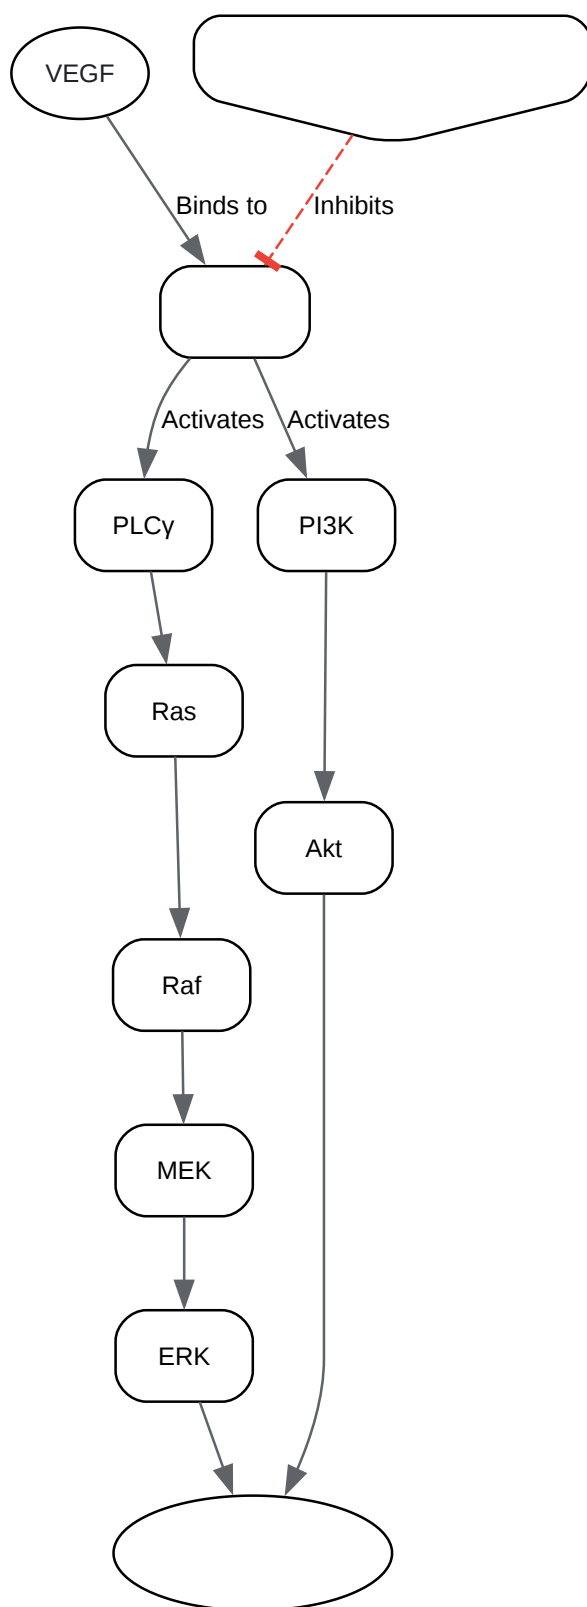 VEGF
Binds to
Inhibits
Activates
Activates
PLCγ
PI3K
Ras
Akt
Raf
MEK
ERK